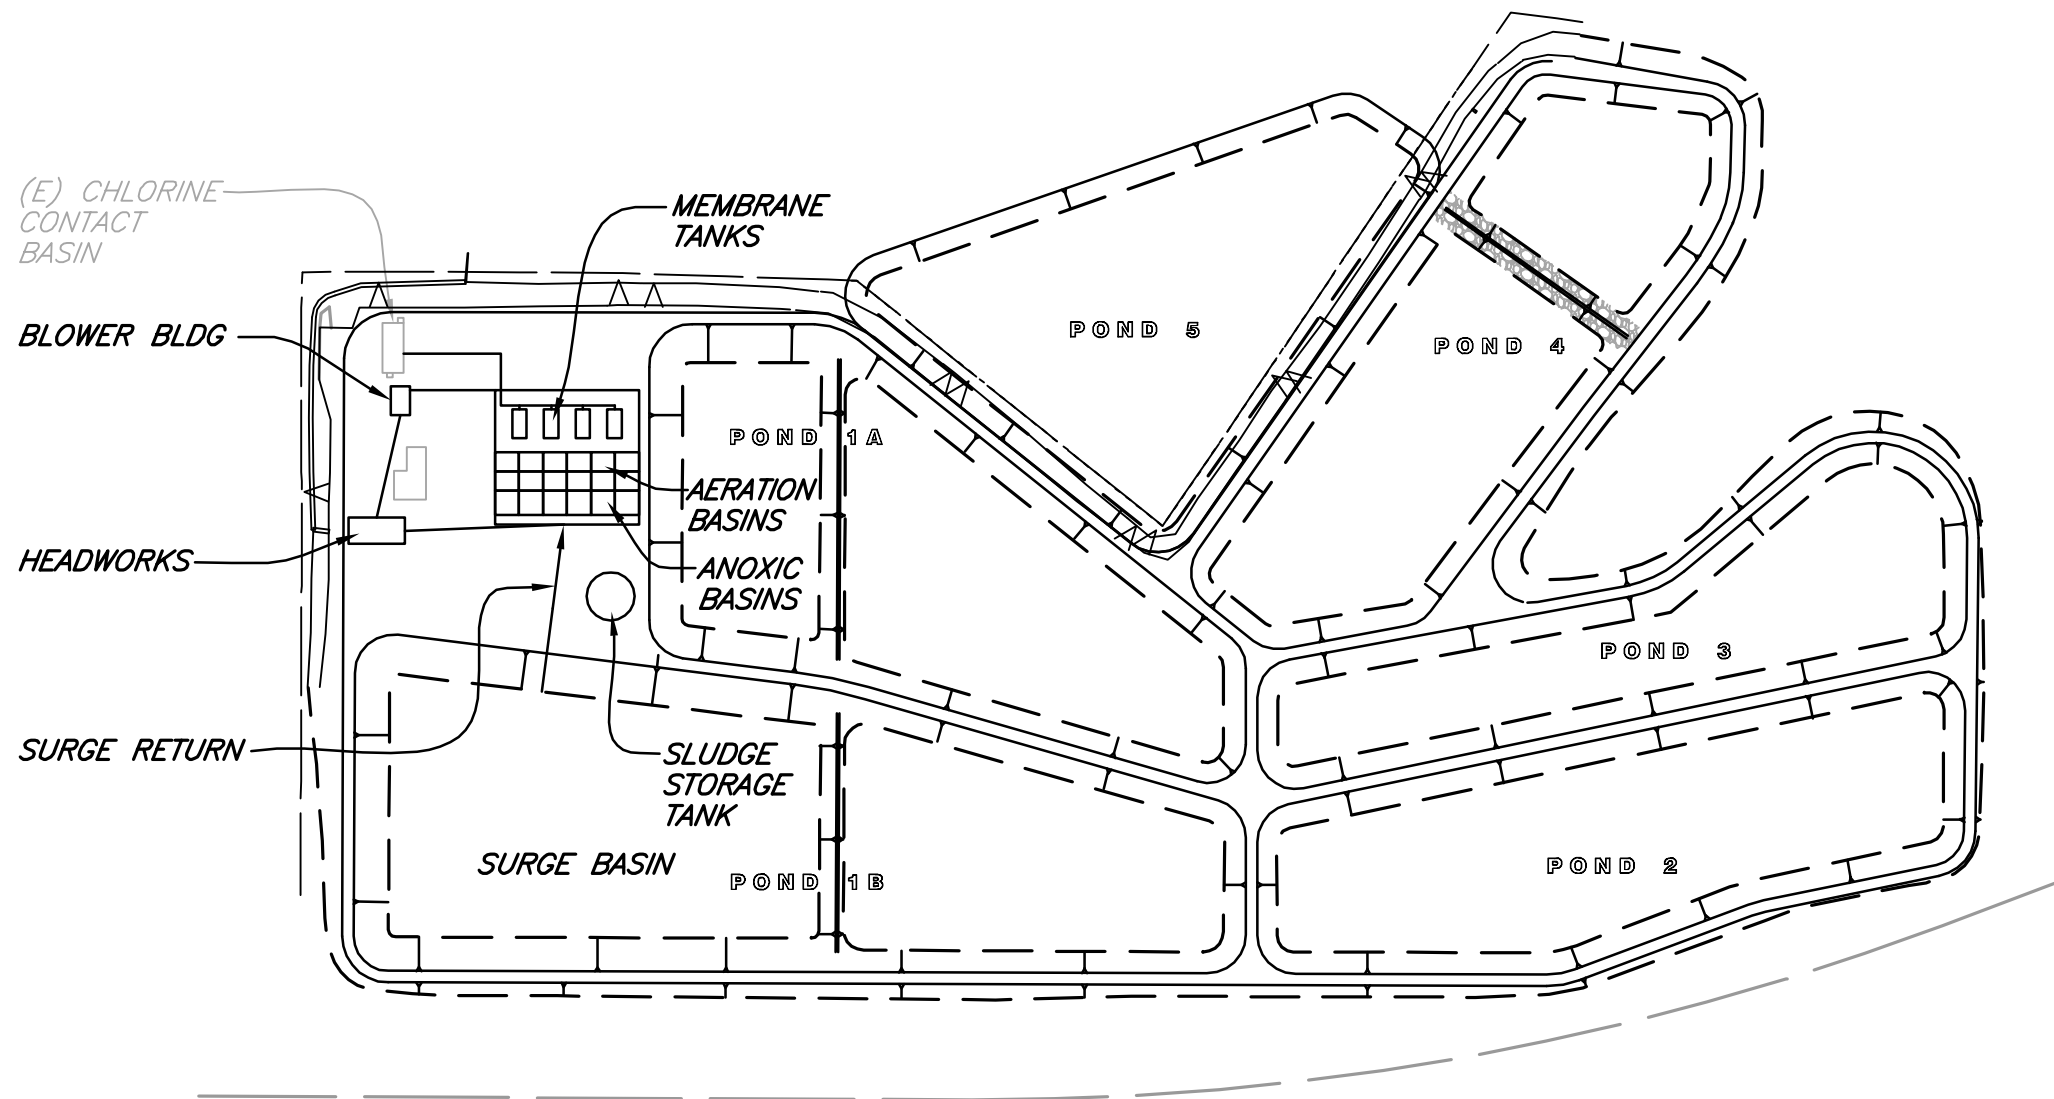 (E) CHLORINE
CONTACT
BASIN
MEMBRANE
TANKS
BLOWER BLDG
POND 5
POND 4
POND 1A
AERATION
BASINS
HEADWORKS
ANOXIC
BASINS
POND 3
SURGE RETURN
SLUDGE
STORAGE
TANK
SURGE BASIN
POND 1B
POND 2